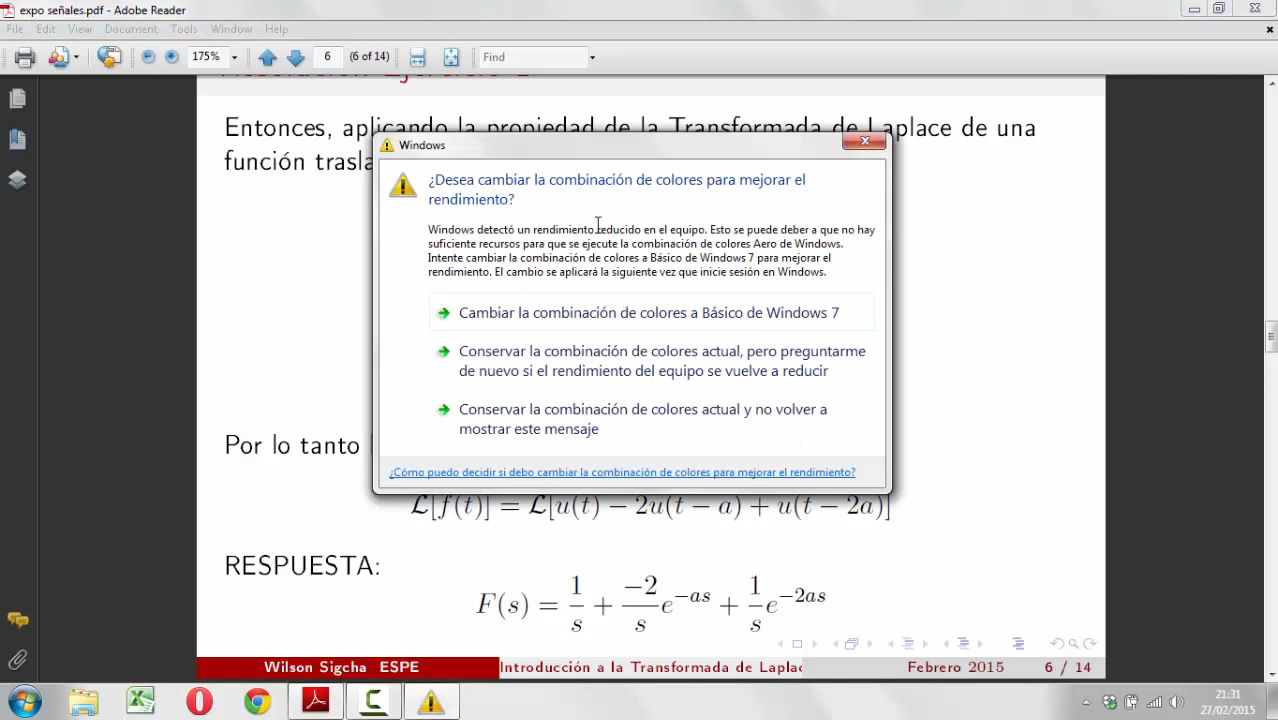 expo señales.pdf - Adobe Reader
File Edit View Document Tools Window Help
175% 6 (6 of 14) Find
Entonces, aplicando la propiedad de la Transformada de Laplace de una
función trasla
Windows
¿Desea cambiar la combinación de colores para mejorar el
rendimiento?
Windows detectó un rendimiento reducido en el equipo. Esto se puede deber a que no hay
suficiente recursos para que se ejecute la combinación de colores Aero de Windows.
Intente cambiar la combinación de colores a Básico de Windows 7 para mejorar el
rendimiento. El cambio se aplicará la siguiente vez que inicie sesión en Windows.
Cambiar la combinación de colores a Básico de Windows 7
Conservar la combinación de colores actual, pero preguntarme
de nuevo si el rendimiento del equipo se vuelve a reducir
Conservar la combinación de colores actual y no volver a
mostrar este mensaje
¿Cómo puedo decidir si debo cambiar la combinación de colores para mejorar el rendimiento?
Por lo tanto
ℒ[f(t)] = ℒ[u(t) − 2u(t − a) + u(t − 2a)]
RESPUESTA:
F(s) = 1/s + −2/s e^−as + 1/s e^−2as
Wilson Sigcha ESPE Introducción a la Transformada de Laplac Febrero 2015 6 / 14
21:31
27/02/2015